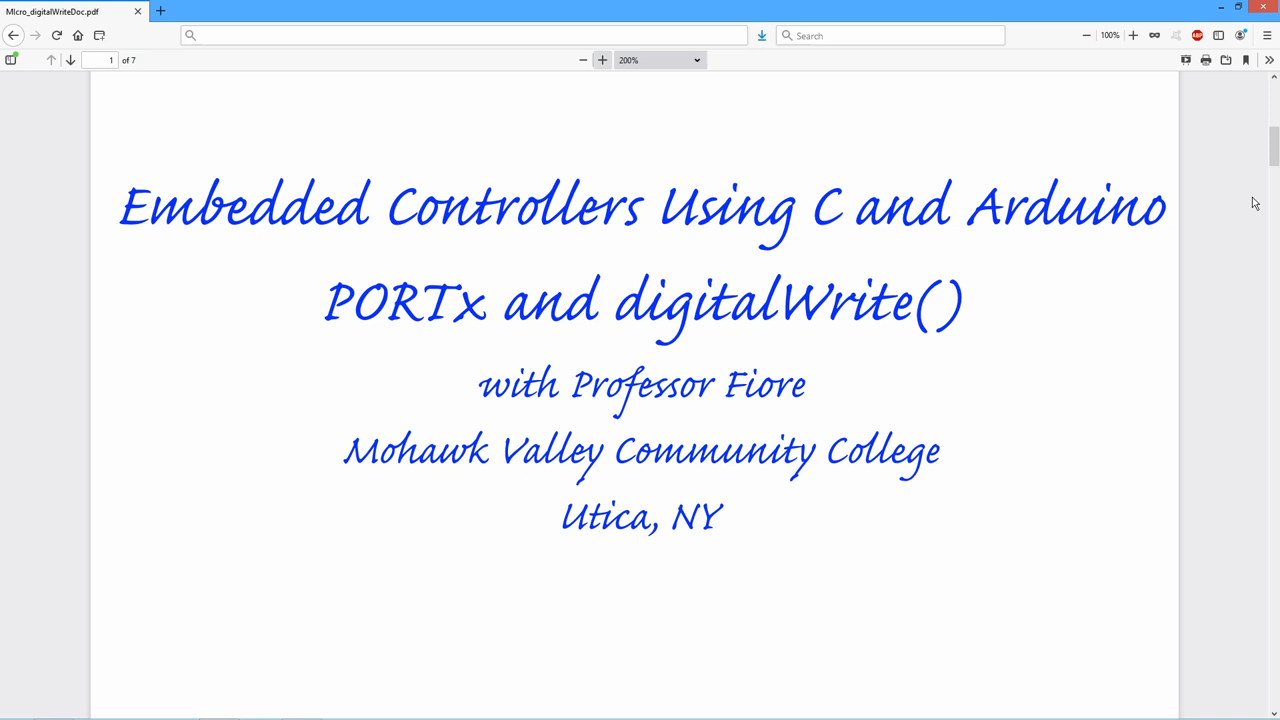 MIcro_digitalWriteDoc.pdf
Search
100%
1 of 7
200%
Embedded Controllers Using C and Arduino
PORTx and digitalWrite()
with Professor Fiore
Mohawk Valley Community College
Utica, NY